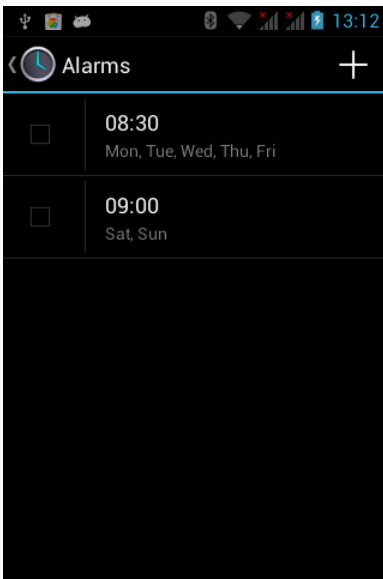 13:12
Alarms
08:30
Mon, Tue, Wed, Thu, Fri
09:00
Sat, Sun